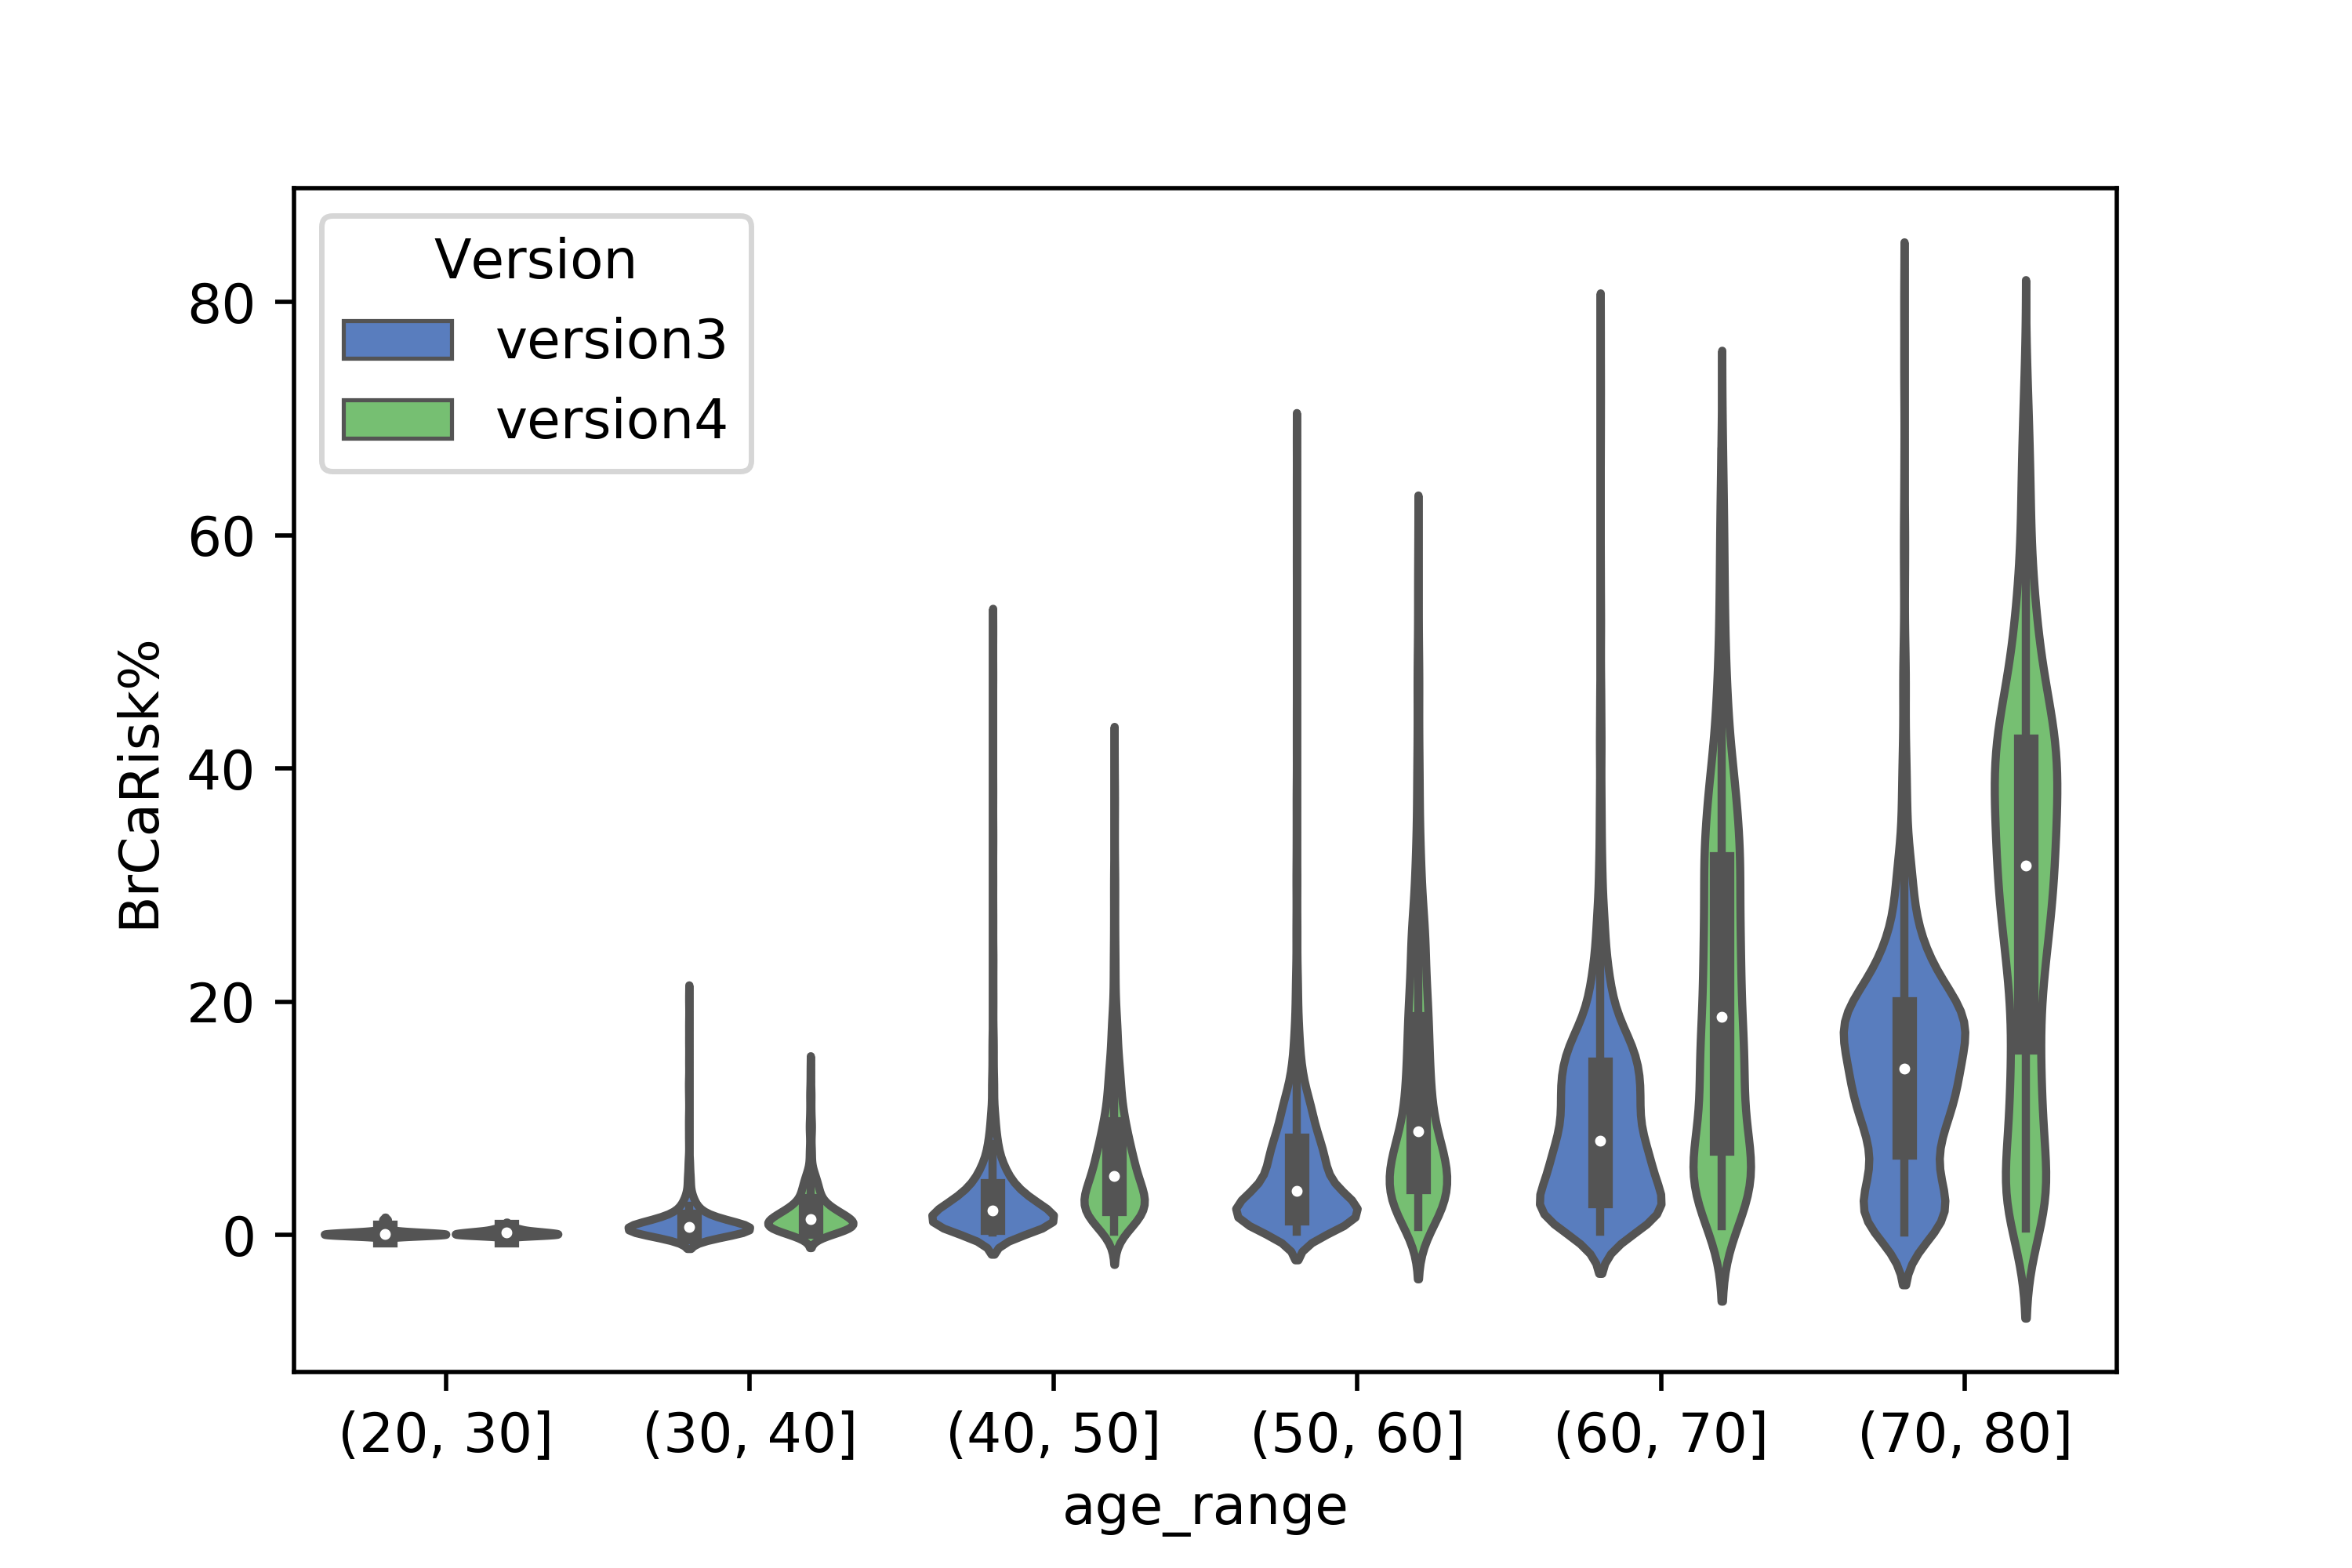 Version
version3
version4
80
60
40
20
0
BrCaRisk%
(20, 30] (30, 40] (40, 50] (50, 60] (60, 70] (70, 80]
age_range